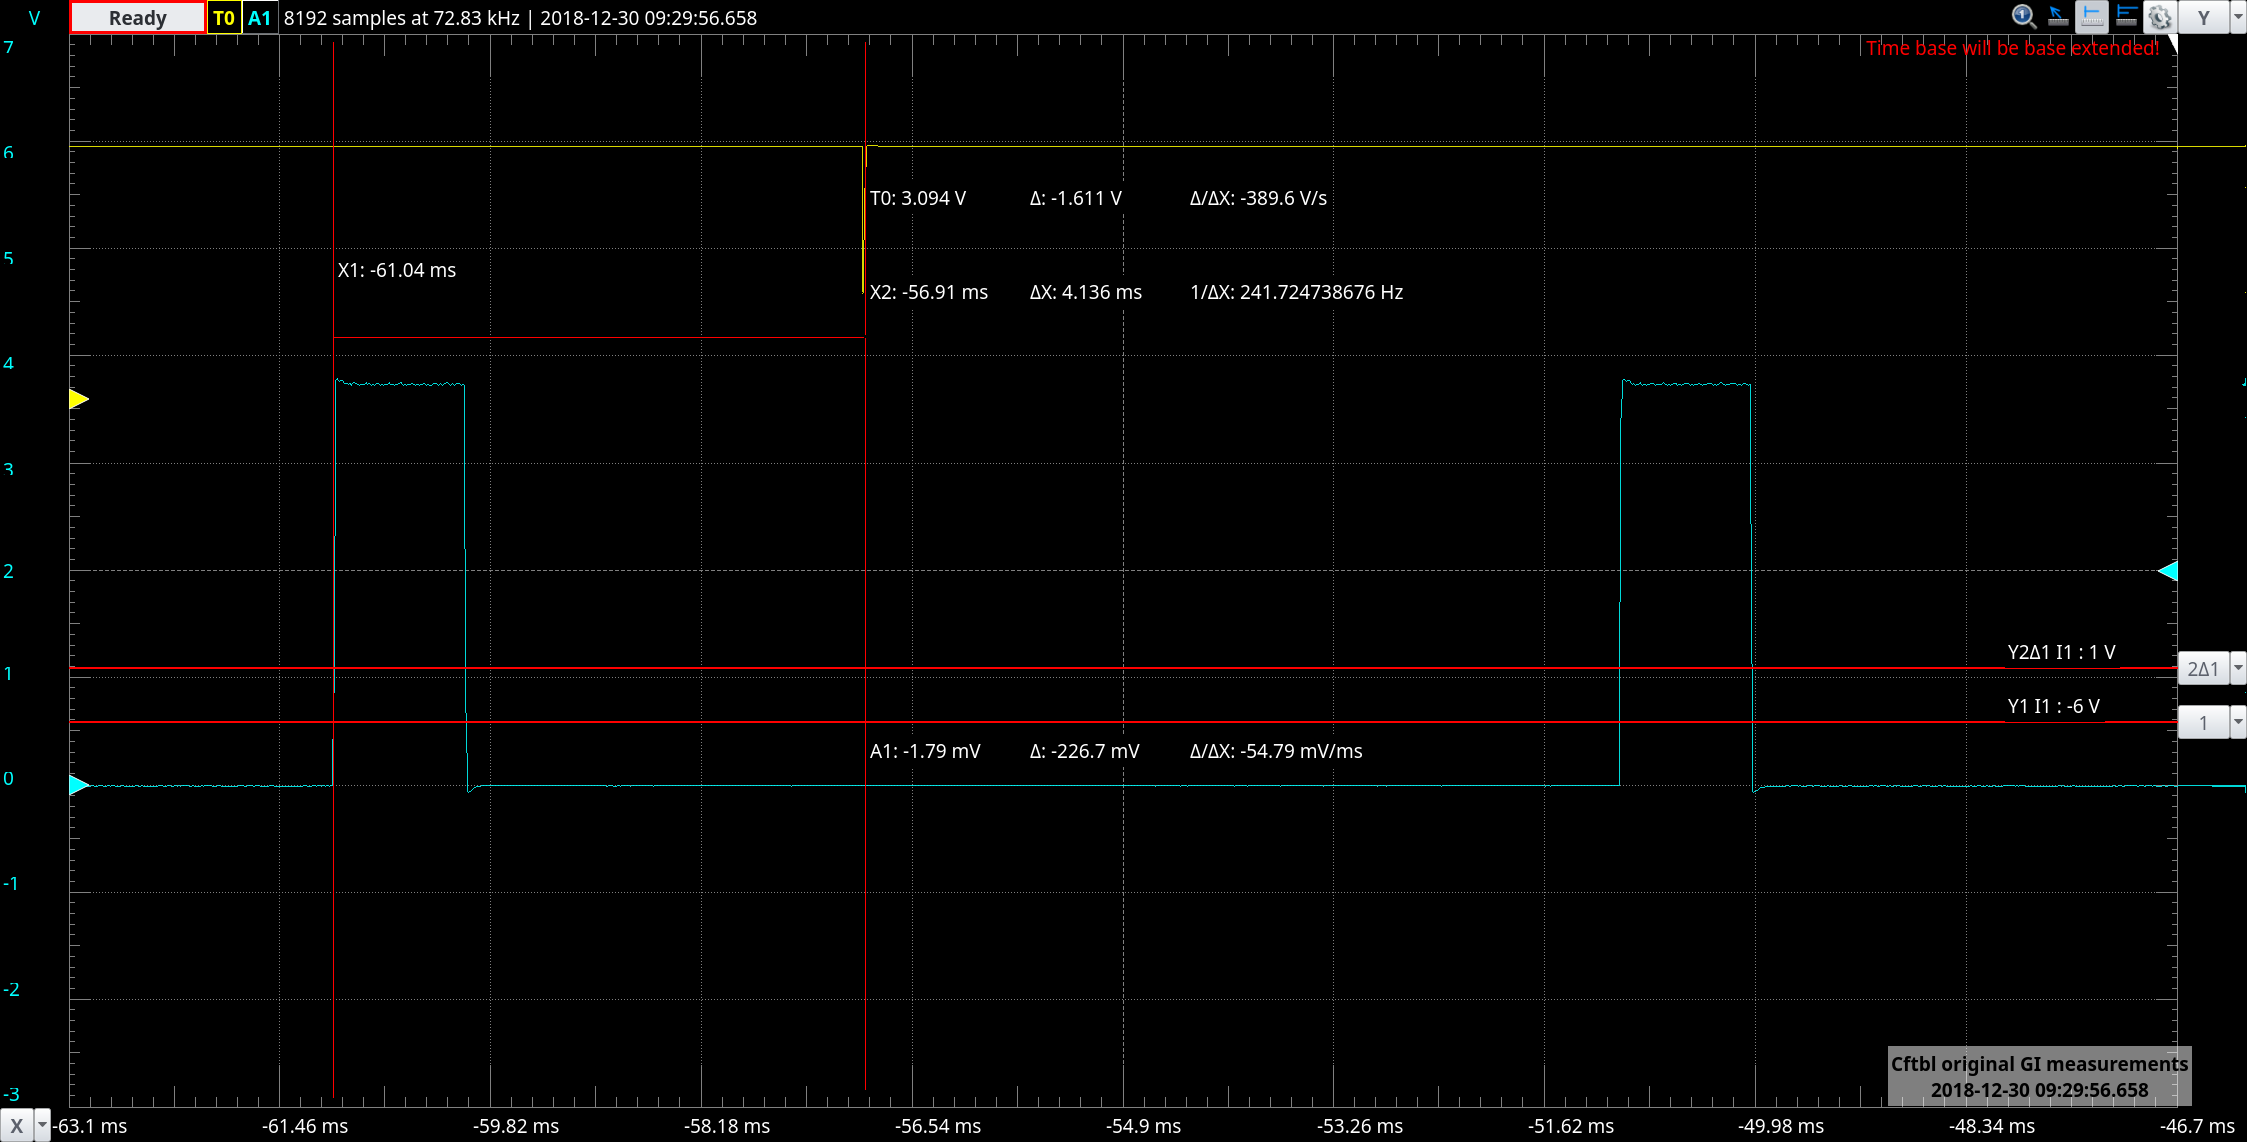 V Ready T0 A1 8192 samples at 72.83 kHz | 2018-12-30 09:29:56.658 1 Y
Time base will be base extended!
7
6
T0: 3.094 V Δ: -1.611 V Δ/ΔX: -389.6 V/s
5
X1: -61.04 ms
X2: -56.91 ms ΔX: 4.136 ms 1/ΔX: 241.724738676 Hz
4
3
2
Y2Δ1 I1 : 1 V
1 2Δ1
Y1 I1 : -6 V
1
A1: -1.79 mV Δ: -226.7 mV Δ/ΔX: -54.79 mV/ms
0
-1
-2
Cftbl original GI measurements
2018-12-30 09:29:56.658
-3
X -63.1 ms -61.46 ms -59.82 ms -58.18 ms -56.54 ms -54.9 ms -53.26 ms -51.62 ms -49.98 ms -48.34 ms -46.7 ms